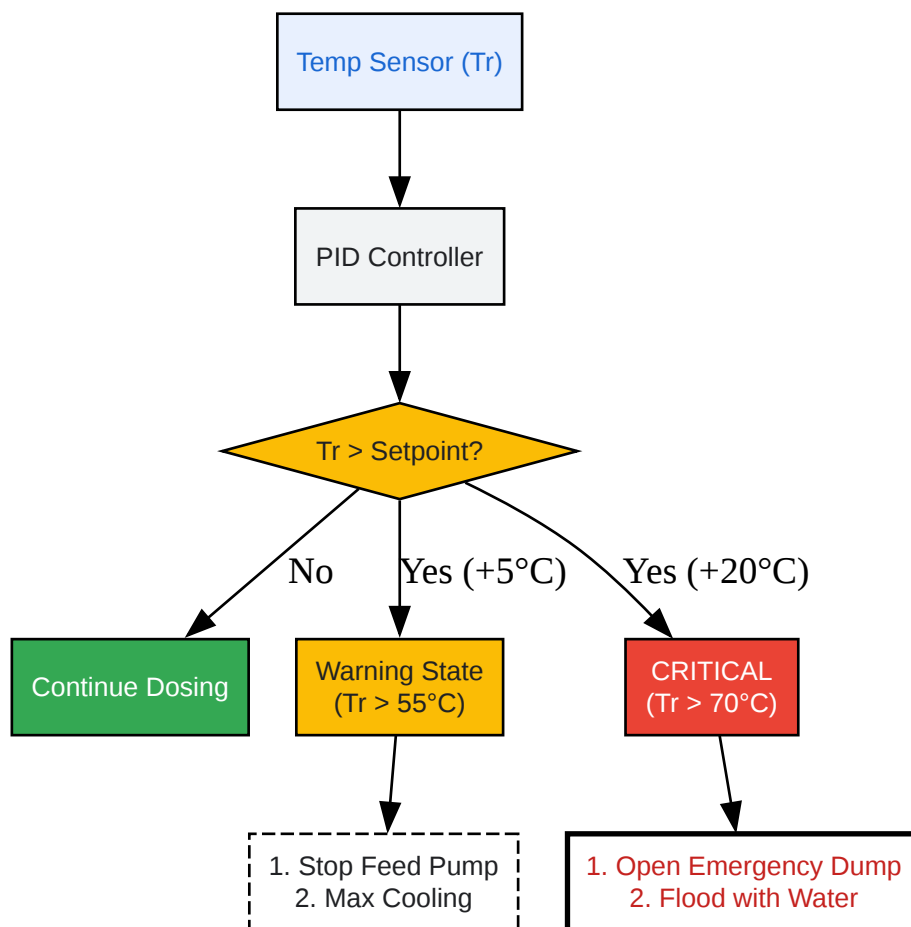 Temp Sensor (Tr)
PID Controller
Tr > Setpoint?
No
Yes (+5°C)
Yes (+20°C)
Continue Dosing
Warning State
(Tr > 55°C)
CRITICAL
(Tr > 70°C)
1. Stop Feed Pump
2. Max Cooling
1. Open Emergency Dump
2. Flood with Water